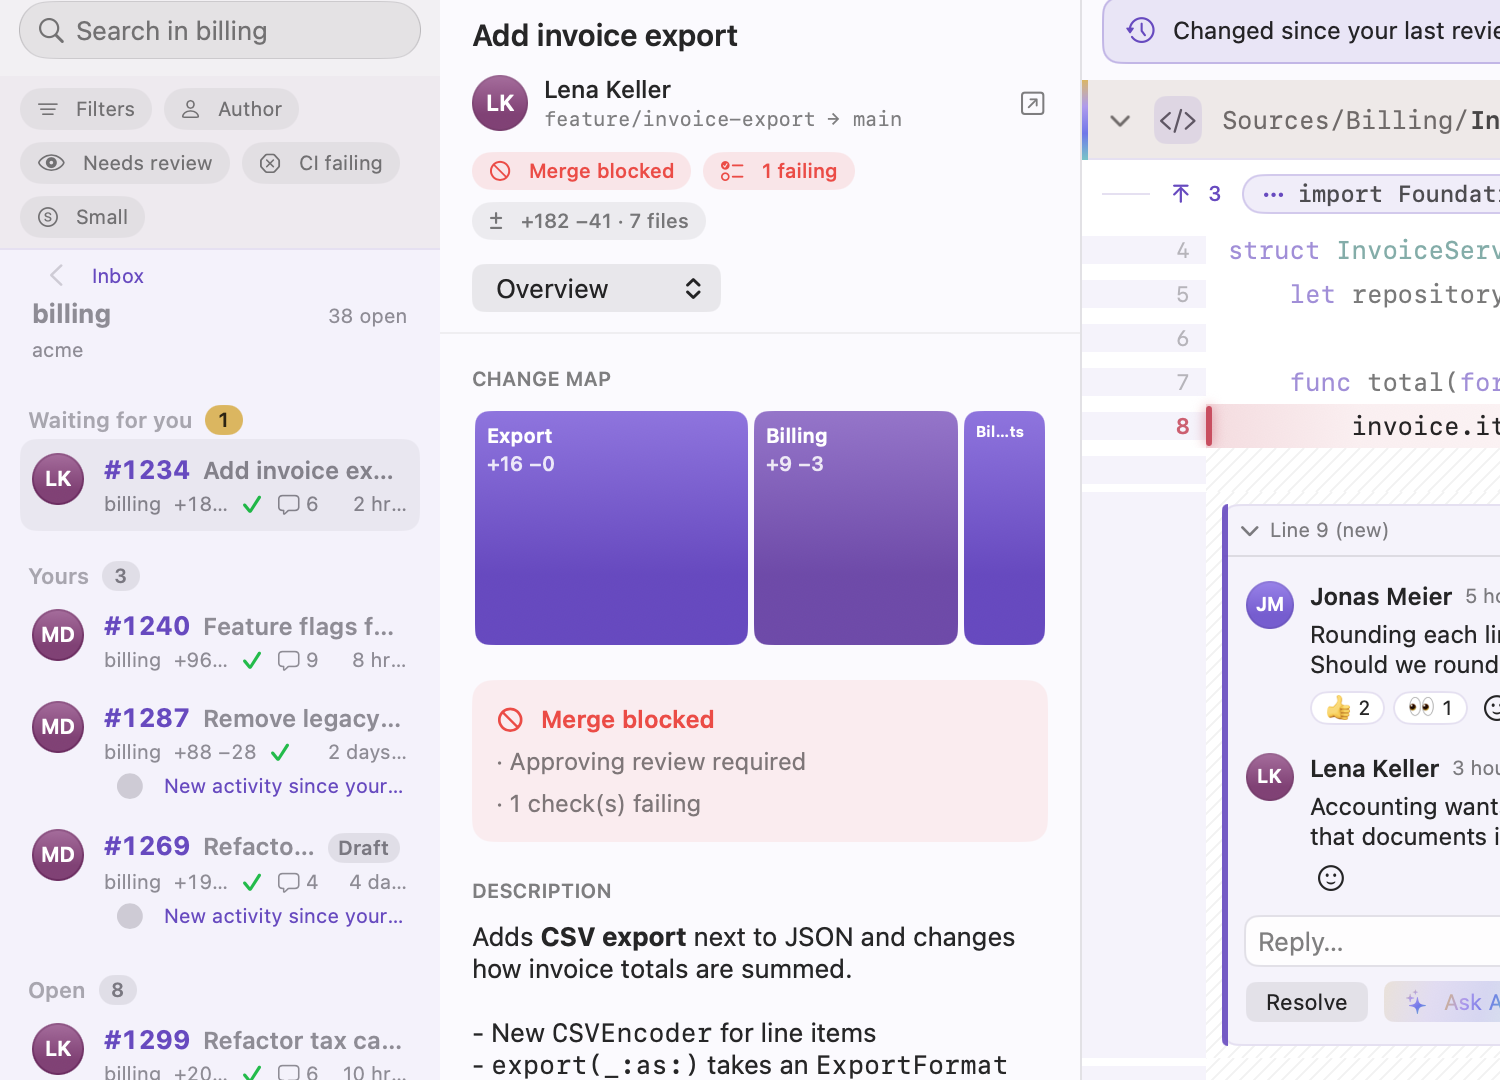 Search in billing
Filters
Author
Needs review
CI failing
Small
Inbox
billing
38 open
acme
Waiting for you 1
LK #1234 Add invoice ex...
billing +18... 6 2 hr...
Yours 3
MD #1240 Feature flags f...
billing +96... 9 8 hr...
MD #1287 Remove legacy...
billing +88 −28 2 days...
New activity since your...
MD #1269 Refacto... Draft
billing +19... 4 4 da...
New activity since your...
Open 8
LK #1299 Refactor tax ca...
billing +20... 6 10 hr...
Add invoice export
LK Lena Keller
feature/invoice-export → main
Merge blocked
1 failing
± +182 −41 · 7 files
Overview
CHANGE MAP
Export
+16 −0
Billing
+9 −3
Bil...ts
Merge blocked
· Approving review required
· 1 check(s) failing
DESCRIPTION
Adds CSV export next to JSON and changes
how invoice totals are summed.
- New CSVEncoder for line items
- export(_:as:) takes an ExportFormat
Changed since your last revie
</> Sources/Billing/In
3 ··· import Foundati
4 struct InvoiceServ
5 let repository
6
7 func total(for
8 invoice.it
Line 9 (new)
JM Jonas Meier 5 ho
Rounding each lin
Should we round
👍 2 👀 1
LK Lena Keller 3 hou
Accounting want
that documents i
Reply...
Resolve
Ask A